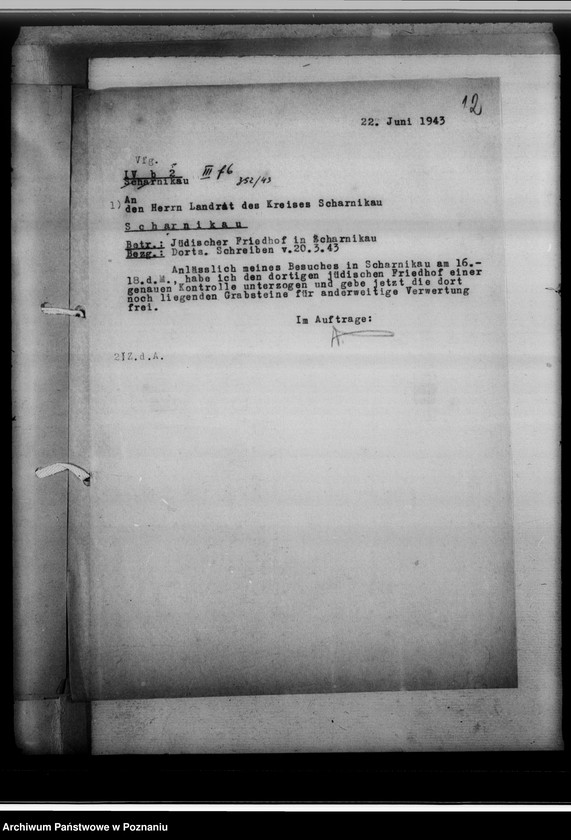 12
22. Juni 1943
Vfg.
IV b 2 III f6
Scharnikau 352/43
1) An
den Herrn Landrat des Kreises Scharnikau
Scharnikau
Betr.: Jüdischer Friedhof in Scharnikau
Bezg.: Dorta. Schreiben v.20.3.43
Anlässlich meines Besuches in Scharnikau am 16.-
18.d.M., habe ich den dortigen jüdischen Friedhof einer
genauen Kontrolle unterzogen und gebe jetzt die dort
noch liegenden Grabsteine für anderweitige Verwertung
frei.
Im Auftrage:
2)Z.d.A.
Archiwum Państwowe w Poznaniu